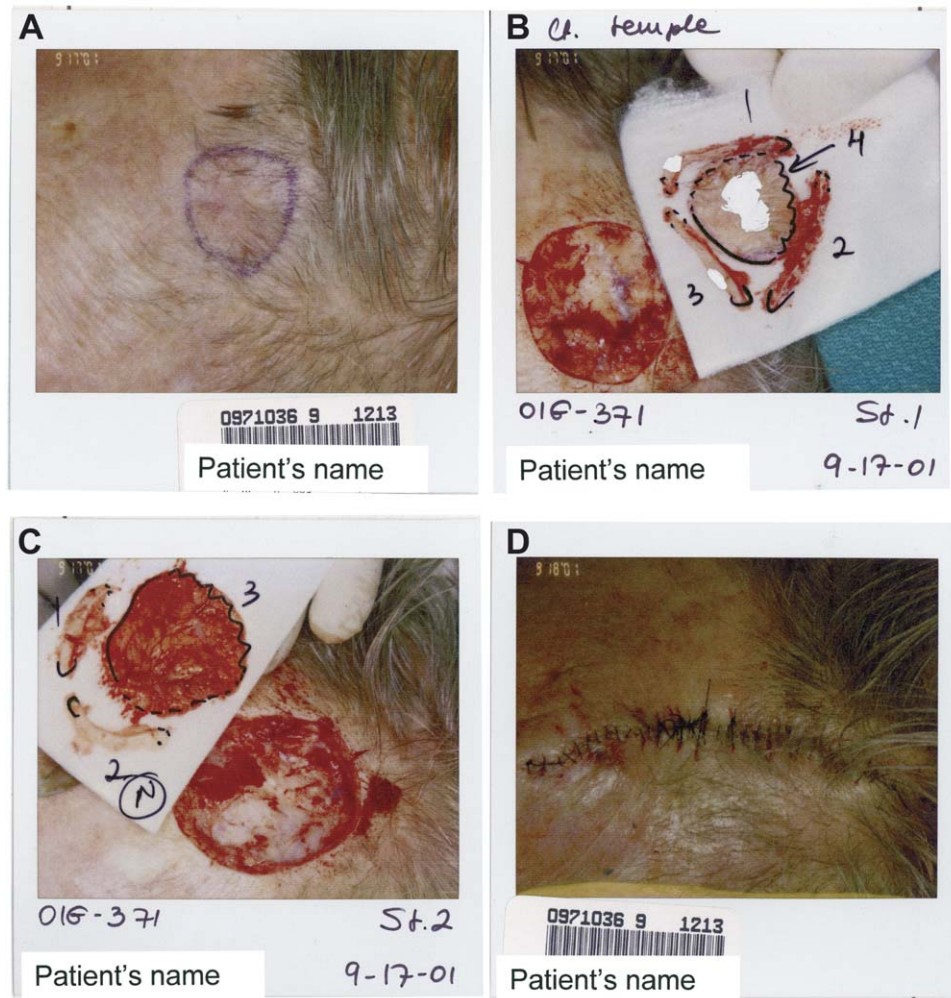 A
9 17'01
0971036 9 1213
Patient's name
B
temple
9 17'01
1
4
2
3
01G-371
St.1
Patient's name
9-17-01
C
9 17'01
1
3
2
N
01G-371
St.2
Patient's name
9-17-01
D
9 18'01
0971036 9 1213
Patient's name